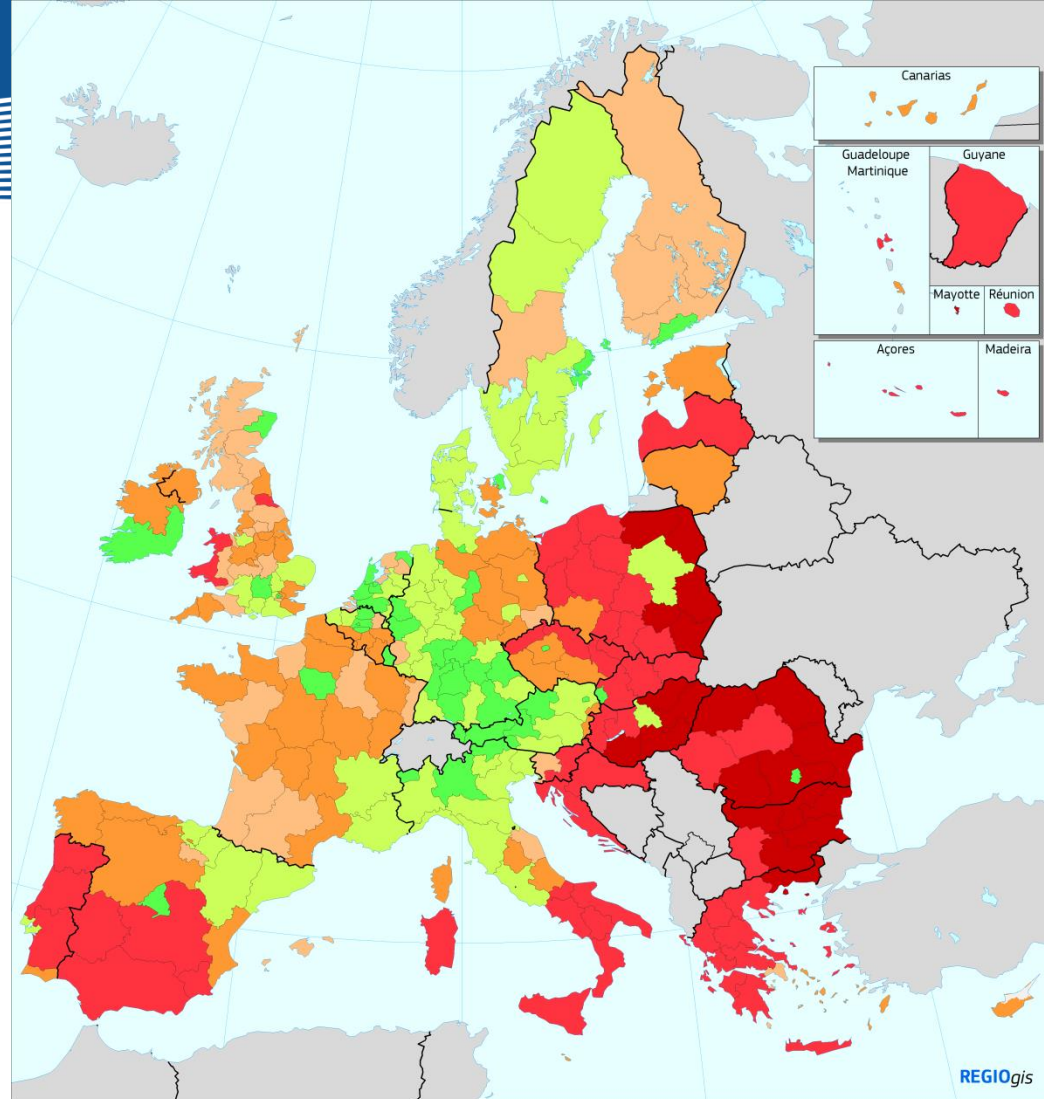 Canarias
Guadeloupe
Martinique
Guyane
Mayotte
Réunion
Açores
Madeira
REGIOgis